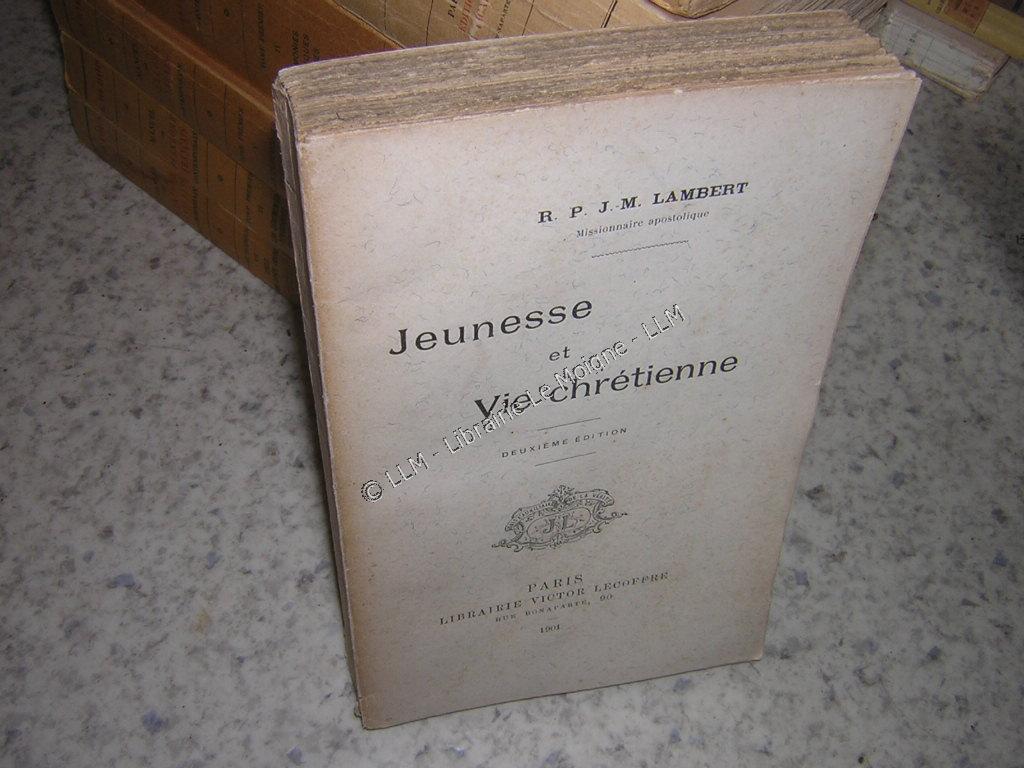 R. P. J.-M. LAMBERT
Missionnaire apostolique
Jeunesse
et
Vie chrétienne
DEUXIÈME ÉDITION
J L
PARIS
LIBRAIRIE VICTOR LECOFFRE
RUE BONAPARTE, 90
1901
© LLM - Librairie Le Moigne - LLM